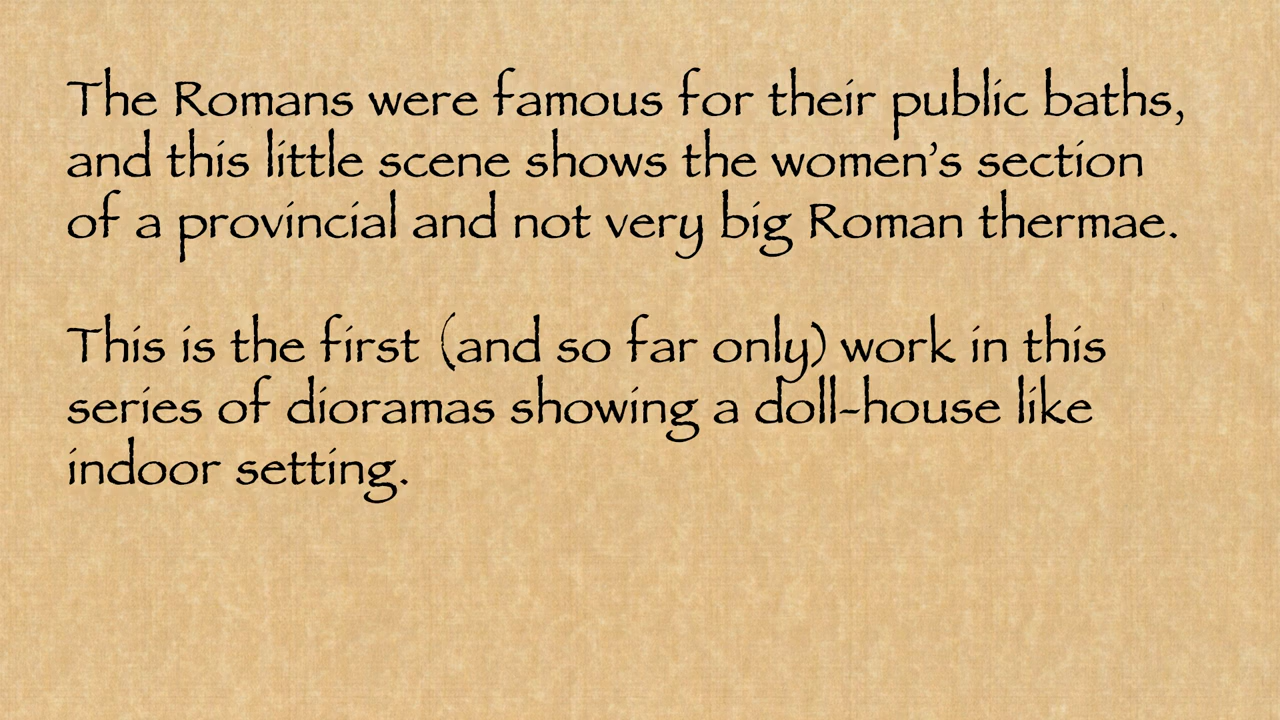 The Romans were famous for their public baths,
and this little scene shows the women’s section
of a provincial and not very big Roman thermae.
This is the first (and so far only) work in this
series of dioramas showing a doll-house like
indoor setting.